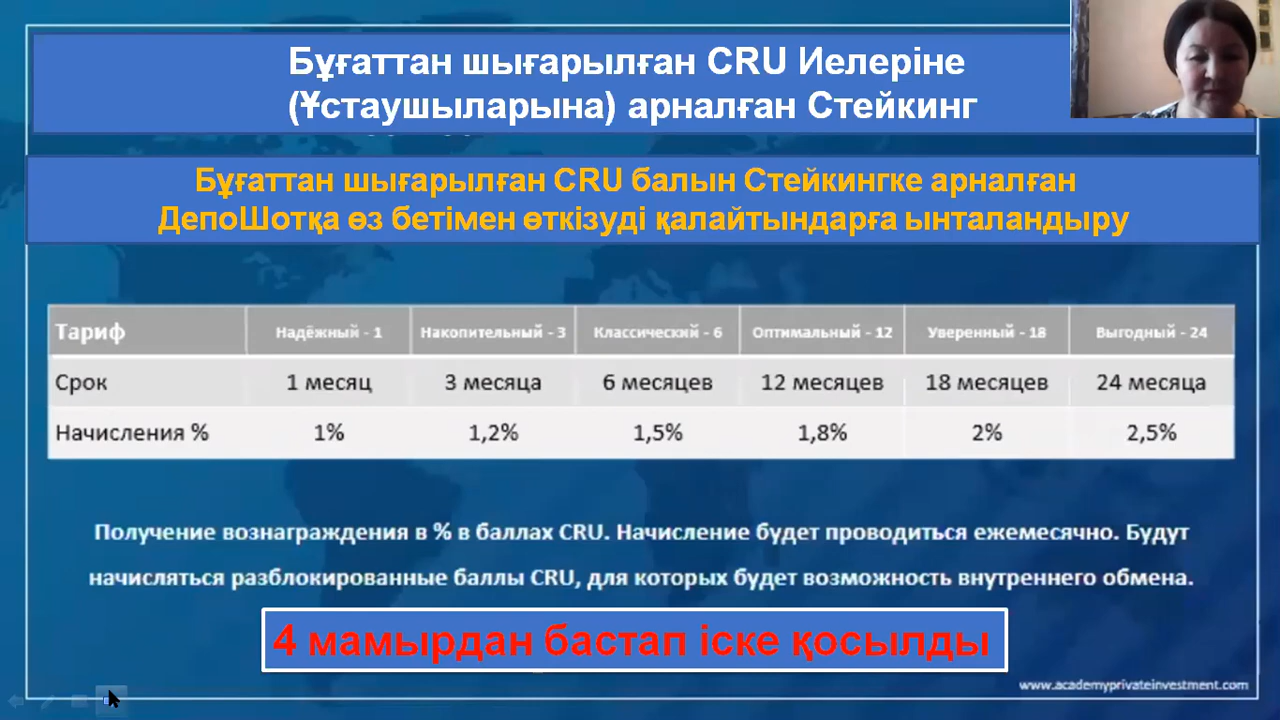 Бұғаттан шығарылған CRU Иелеріне
(Ұстаушыларына) арналған Стейкинг
Бұғаттан шығарылған CRU балын Стейкингке арналған
ДепоШотқа өз бетімен өткізуді қалайтындарға ынталандыру
Тариф Надёжный - 1 Накопительный - 3 Классический - 6 Оптимальный - 12 Уверенный - 18 Выгодный - 24
Срок 1 месяц 3 месяца 6 месяцев 12 месяцев 18 месяцев 24 месяца
Начисления % 1% 1,2% 1,5% 1,8% 2% 2,5%
Получение вознаграждения в % в баллах CRU. Начисление будет проводиться ежемесячно. Будут
начисляться разблокированные баллы CRU, для которых будет возможность внутреннего обмена.
4 мамырдан бастап іске қосылды
www.academyprivateinvestment.com